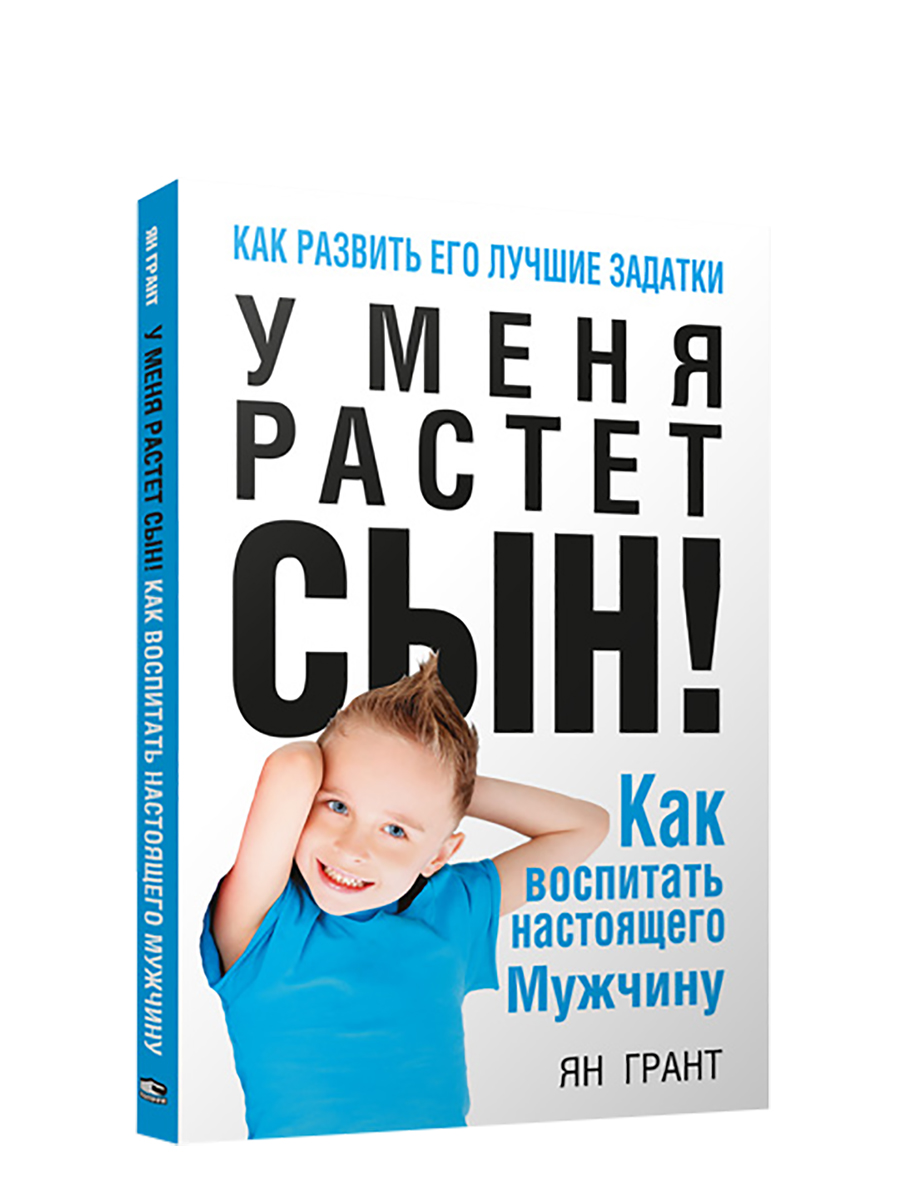 КАК РАЗВИТЬ ЕГО ЛУЧШИЕ ЗАДАТКИ
У МЕНЯ
РАСТЕТ
СЫН!
Как
воспитать
настоящего
Мужчину
ЯН ГРАНТ
ЯН ГРАНТ У МЕНЯ РАСТЕТ СЫН! КАК ВОСПИТАТЬ НАСТОЯЩЕГО МУЖЧИНУ